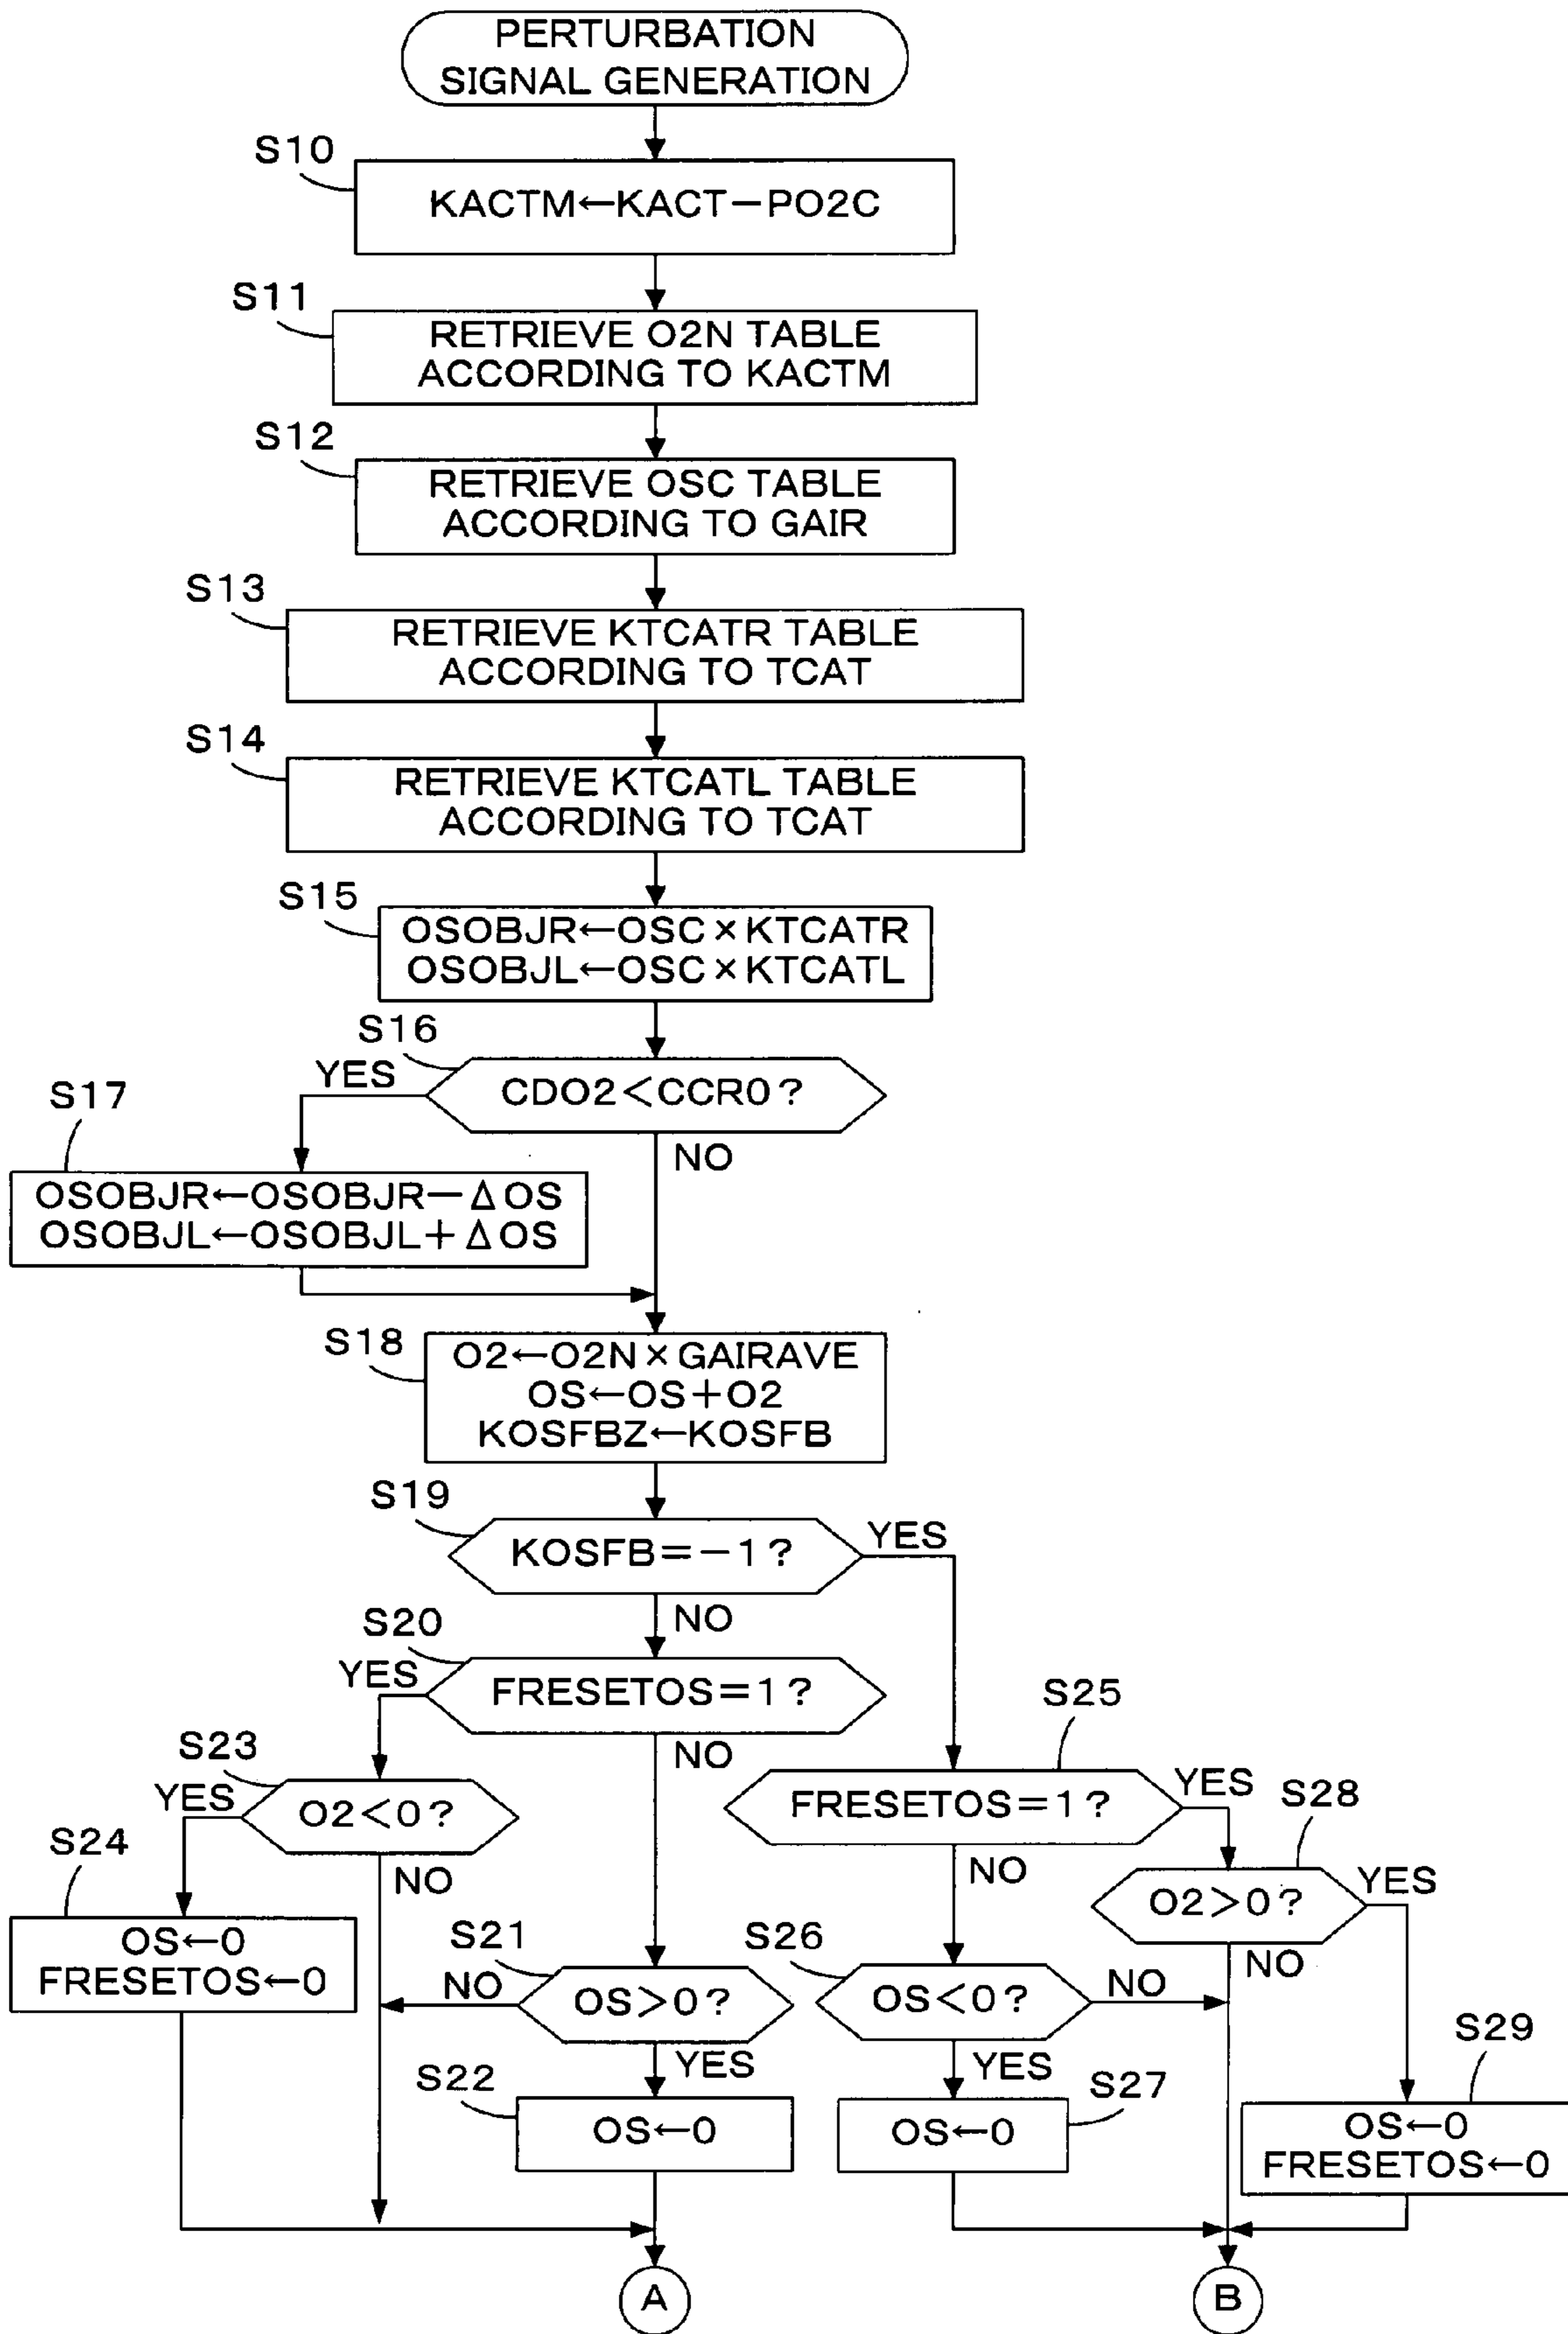 PERTURBATION
SIGNAL GENERATION
S10
KACTM←KACT−PO2C
S11
RETRIEVE O2N TABLE
ACCORDING TO KACTM
S12
RETRIEVE OSC TABLE
ACCORDING TO GAIR
S13
RETRIEVE KTCATR TABLE
ACCORDING TO TCAT
S14
RETRIEVE KTCATL TABLE
ACCORDING TO TCAT
S15
OSOBJR←OSC×KTCATR
OSOBJL←OSC×KTCATL
S16
YES
CDO2<CCR0?
NO
S17
OSOBJR←OSOBJR−ΔOS
OSOBJL←OSOBJL+ΔOS
S18
O2←O2N×GAIRAVE
OS←OS+O2
KOSFBZ←KOSFB
S19
KOSFB=−1?
YES
NO
S20
YES
FRESETOS=1?
NO
S25
FRESETOS=1?
YES
NO
S23
YES
O2<0?
NO
S28
O2>0?
YES
NO
S24
OS←0
FRESETOS←0
S21
NO
OS>0?
YES
S26
OS<0?
NO
YES
S22
OS←0
S27
OS←0
S29
OS←0
FRESETOS←0
A
B